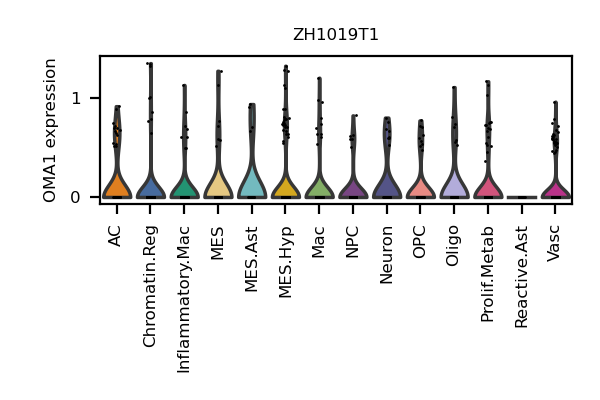 ZH1019T1
OMA1 expression
1
0
AC
Chromatin.Reg
Inflammatory.Mac
MES
MES.Ast
MES.Hyp
Mac
NPC
Neuron
OPC
Oligo
Prolif.Metab
Reactive.Ast
Vasc